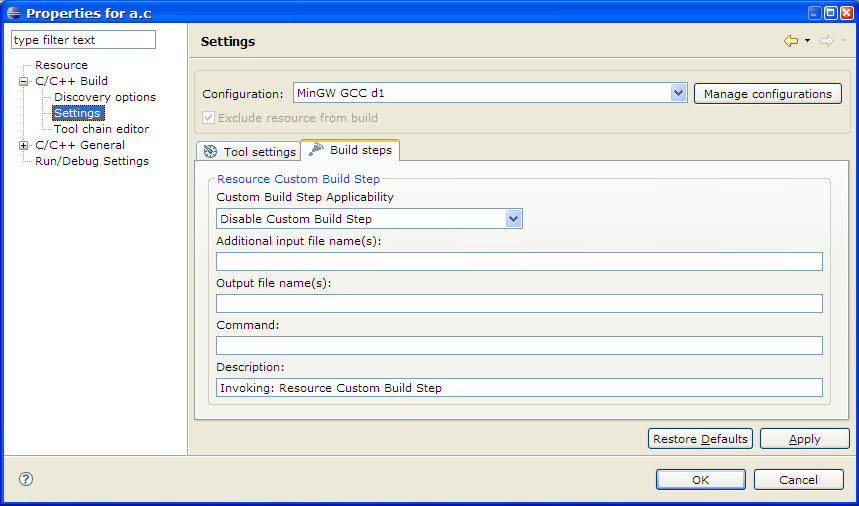 Properties for a.c
type filter text
Settings
Resource
C/C++ Build
Discovery options
Settings
Tool chain editor
C/C++ General
Run/Debug Settings
Configuration: MinGW GCC d1 Manage configurations
Exclude resource from build
Tool settings Build steps
Resource Custom Build Step
Custom Build Step Applicability
Disable Custom Build Step
Additional input file name(s):
Output file name(s):
Command:
Description:
Invoking: Resource Custom Build Step
Restore Defaults Apply
OK Cancel